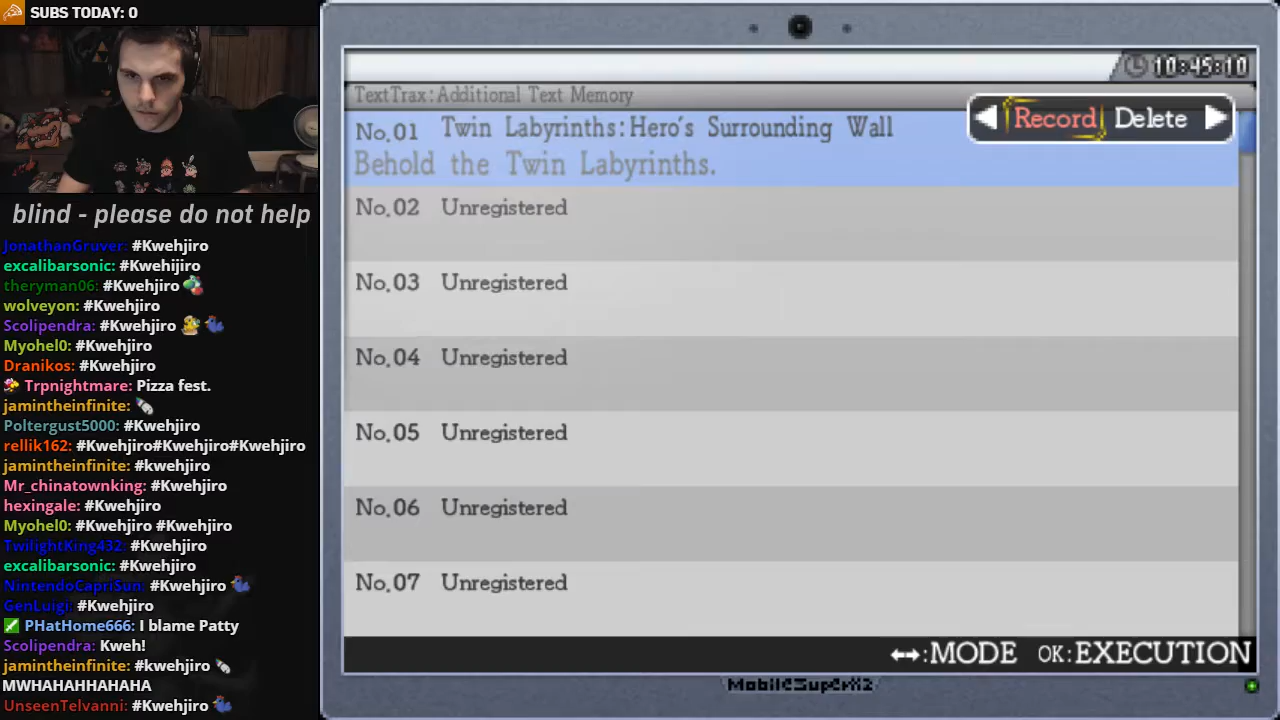 SUBS TODAY: 0
blind - please do not help
JonathanGruver: #Kwehjiro
excalibarsonic: #Kwehijiro
theryman06: #Kwehjiro
wolveyon: #Kwehjiro
Scolipendra: #Kwehjiro
Myohel0: #Kwehjiro
Dranikos: #Kwehjiro
Trpnightmare: Pizza fest.
jamintheinfinite:
Poltergust5000: #Kwehjiro
rellik162: #Kwehjiro#Kwehjiro#Kwehjiro
jamintheinfinite: #kwehjiro
Mr_chinatownking: #Kwehjiro
hexingale: #Kwehjiro
Myohel0: #Kwehjiro #Kwehjiro
TwilightKing432: #Kwehjiro
excalibarsonic: #Kwehjiro
NintendoCapriSun: #Kwehjiro
GenLuigi: #Kwehjiro
PHatHome666: I blame Patty
Scolipendra: Kweh!
jamintheinfinite: #kwehjiro
MWHAHAHHAHAHA
UnseenTelvanni: #Kwehjiro
10:45:10
TextTrax:Additional Text Memory
Record Delete
No.01 Twin Labyrinths:Hero's Surrounding Wall
Behold the Twin Labyrinths.
No.02 Unregistered
No.03 Unregistered
No.04 Unregistered
No.05 Unregistered
No.06 Unregistered
No.07 Unregistered
↔:MODE OK:EXECUTION
MobileSuperX2